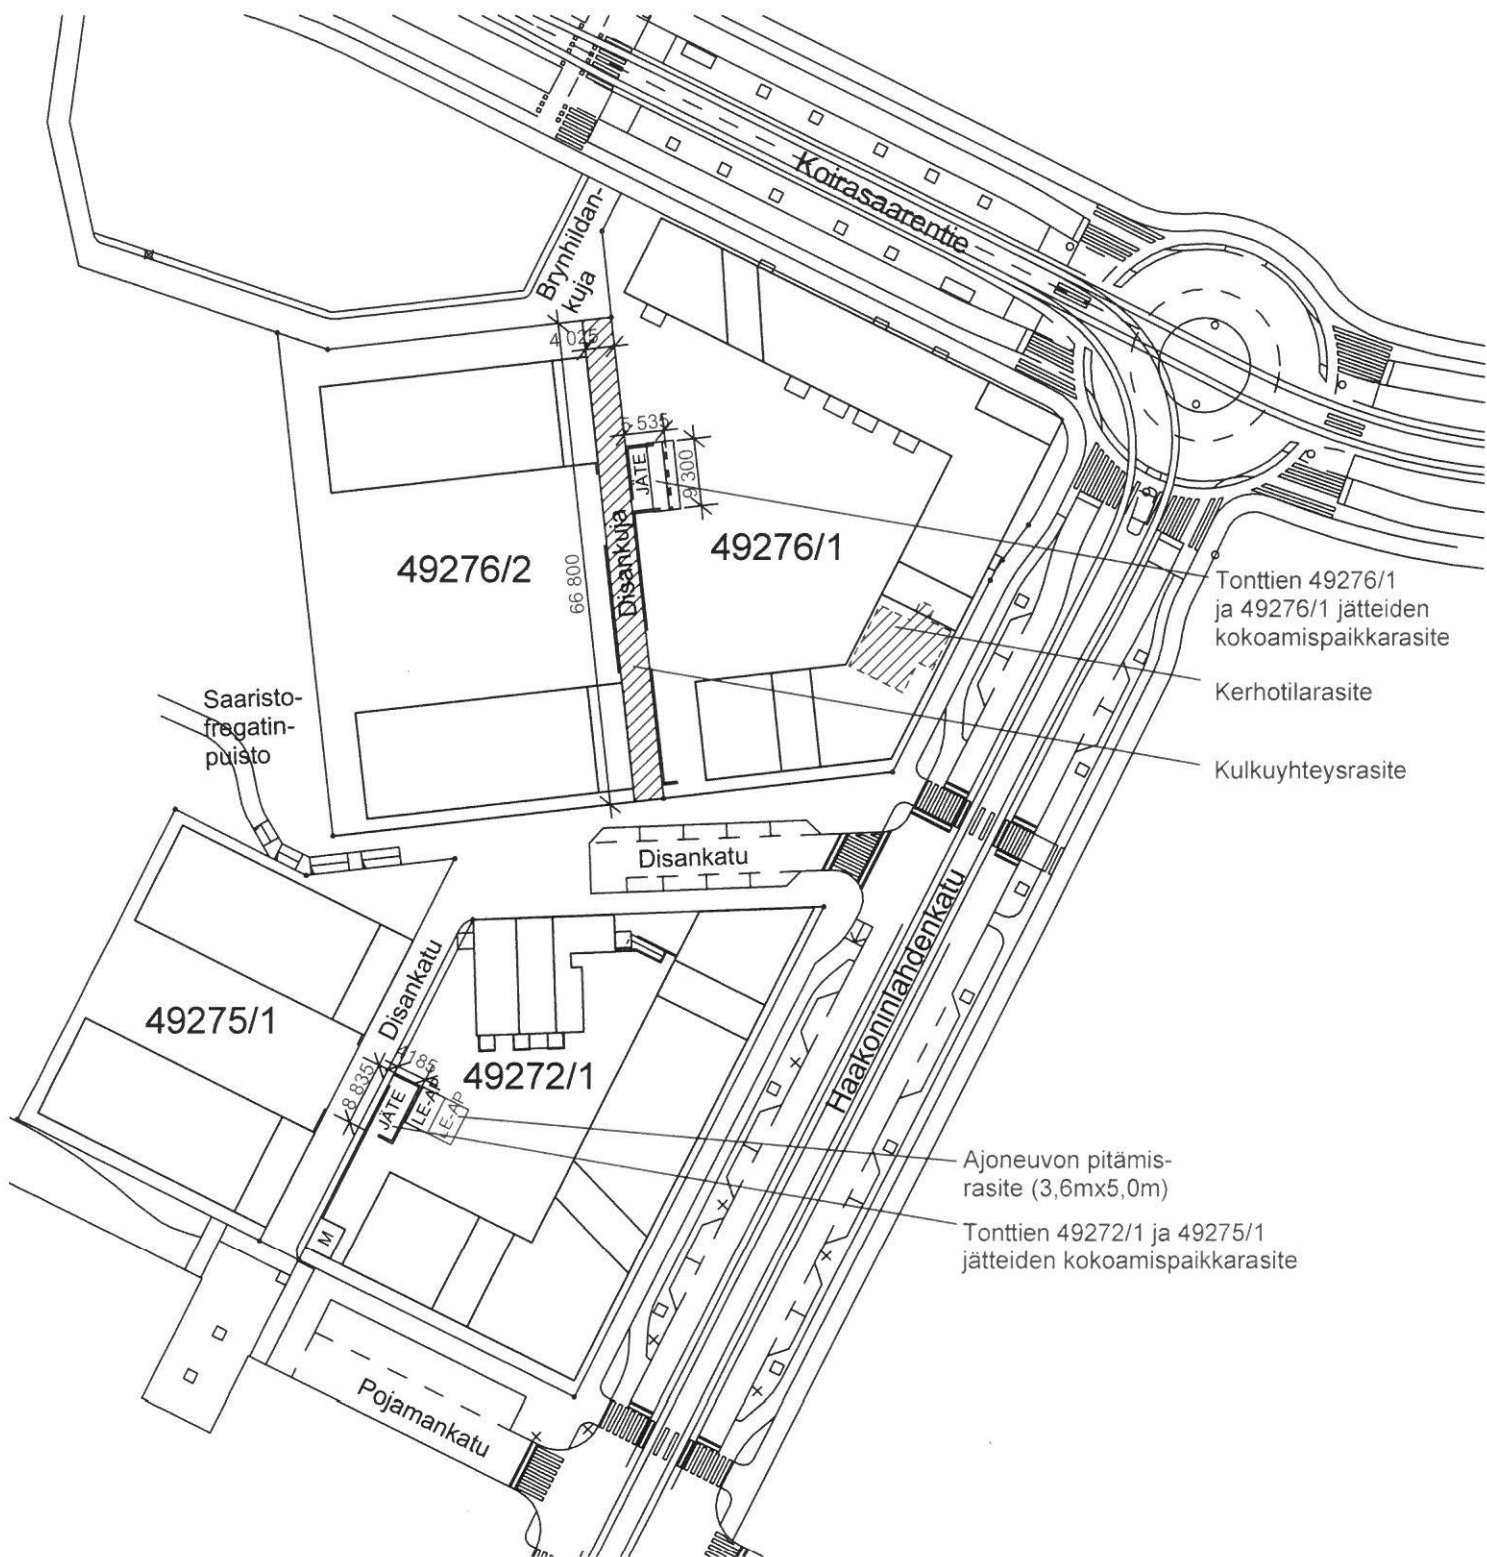 Koirasaarentie
Brynhildan-
kuja
4 025
5 535
JÄTE
9 300
Disankuja
66 800
49276/2
49276/1
Tonttien 49276/1
ja 49276/1 jätteiden
kokoamispaikkarasite
Kerhotilarasite
Kulkuyhteysrasite
Saaristo-
fregatin-
puisto
Disankatu
Haakoninlahdenkatu
Disankatu
49275/1
49272/1
8 835
4185
JÄTE
LE-AP
LE-AP
Ajoneuvon pitämis-
rasite (3,6mx5,0m)
Tonttien 49272/1 ja 49275/1
jätteiden kokoamispaikkarasite
M
Pojamankatu